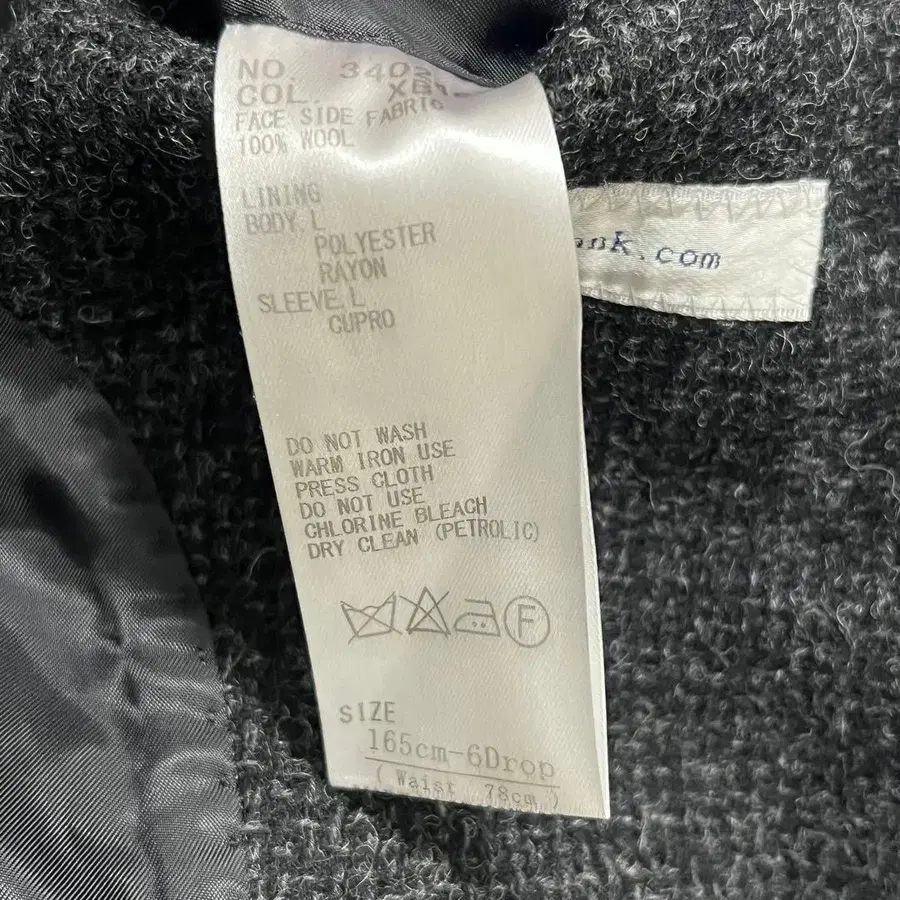 NO. 340
COL.
FACE SIDE FABRIC
100% WOOL
LINING
BODY.L
POLYESTER
RAYON
SLEEVE.L
CUPRO
.com
DO NOT WASH
WARM IRON USE
PRESS CLOTH
DO NOT USE
CHLORINE BLEACH
DRY CLEAN (PETROLIC)
F
SIZE
165cm-6Drop
( Waist 78cm )